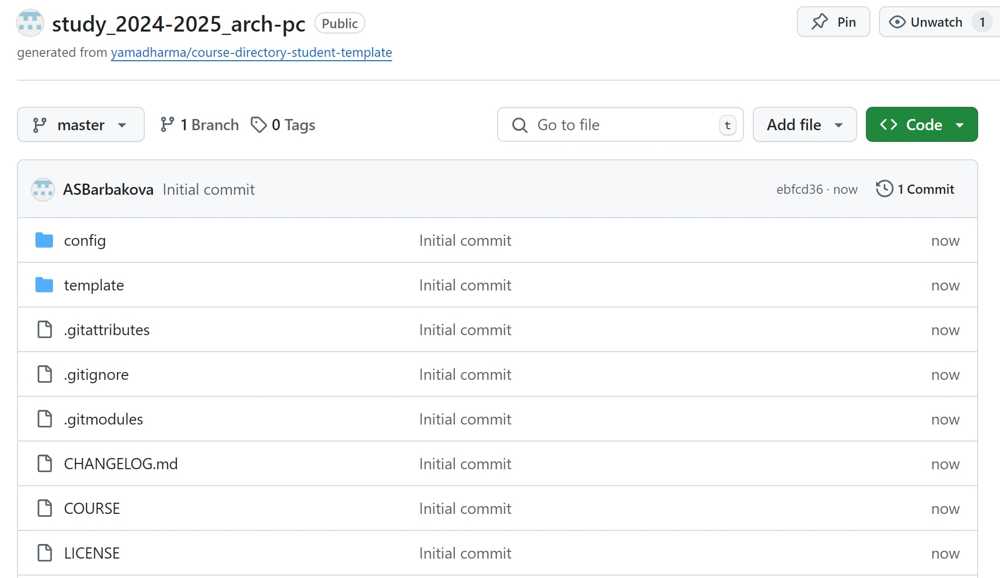 study_2024-2025_arch-pc Public Pin Unwatch 1
generated from yamadharma/course-directory-student-template
master 1 Branch 0 Tags Go to file t Add file Code
ASBarbakova Initial commit ebfcd36 · now 1 Commit
config Initial commit now
template Initial commit now
.gitattributes Initial commit now
.gitignore Initial commit now
.gitmodules Initial commit now
CHANGELOG.md Initial commit now
COURSE Initial commit now
LICENSE Initial commit now